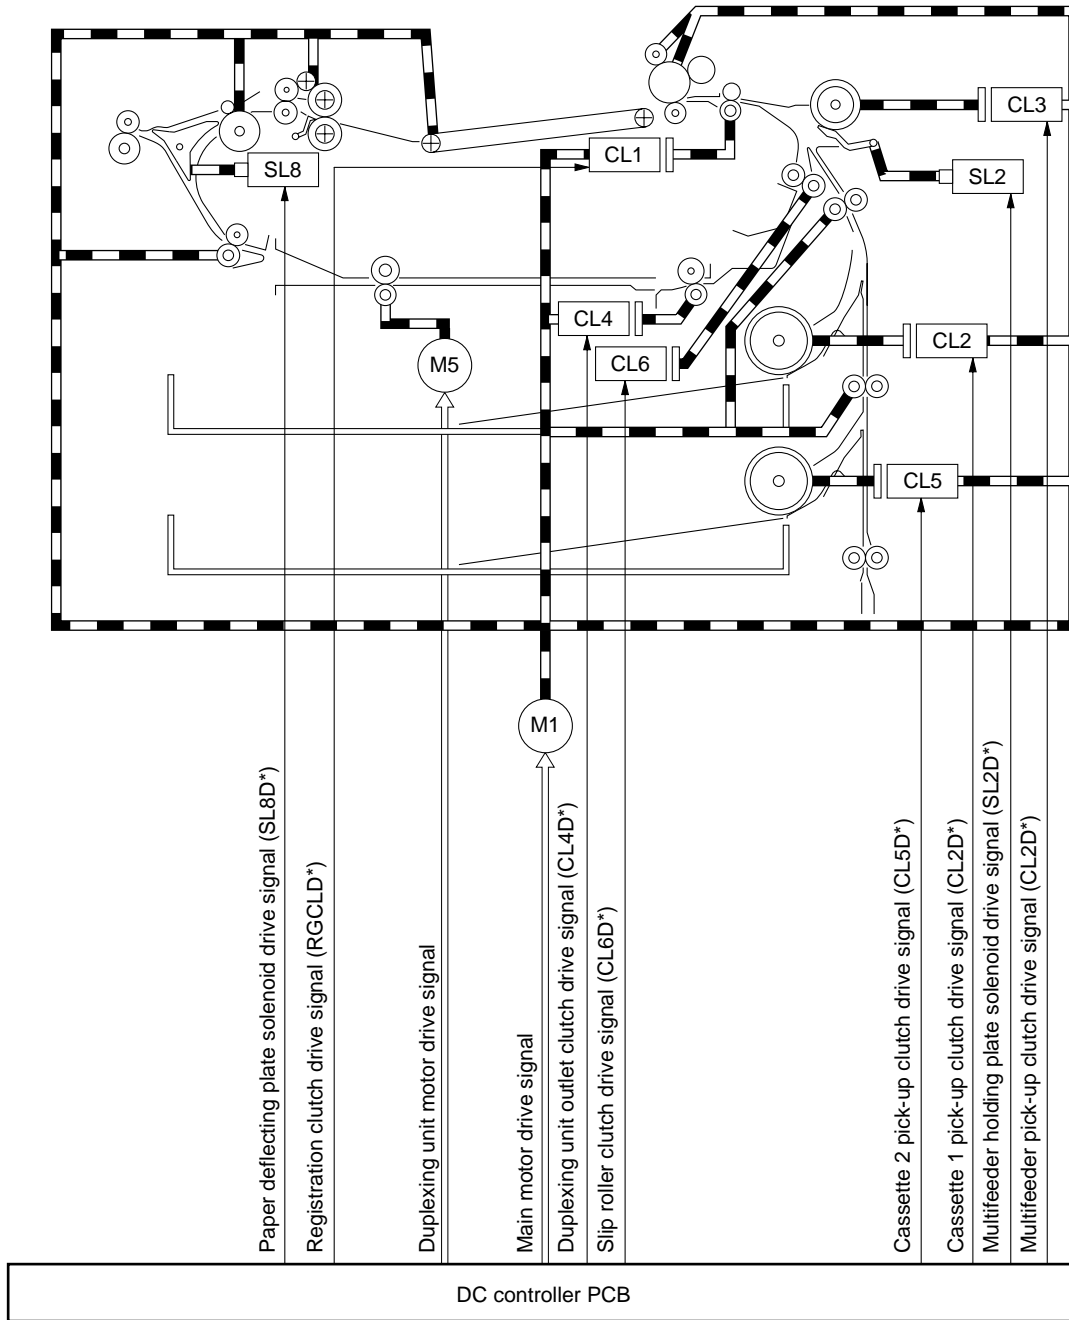 CL3
CL1
SL8
SL2
CL4
CL2
CL6
M5
CL5
M1
Paper deflecting plate solenoid drive signal (SL8D*)
Registration clutch drive signal (RGCLD*)
Duplexing unit motor drive signal
Main motor drive signal
Duplexing unit outlet clutch drive signal (CL4D*)
Slip roller clutch drive signal (CL6D*)
Cassette 2 pick-up clutch drive signal (CL5D*)
Cassette 1 pick-up clutch drive signal (CL2D*)
Multifeeder holding plate solenoid drive signal (SL2D*)
Multifeeder pick-up clutch drive signal (CL2D*)
DC controller PCB